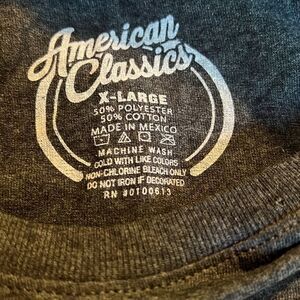 American
Classics
X-LARGE
50% POLYESTER
50% COTTON
MADE IN MEXICO
MACHINE WASH
COLD WITH LIKE COLORS
NON-CHLORINE BLEACH ONLY
DO NOT IRON IF DECORATED
RN #0100613